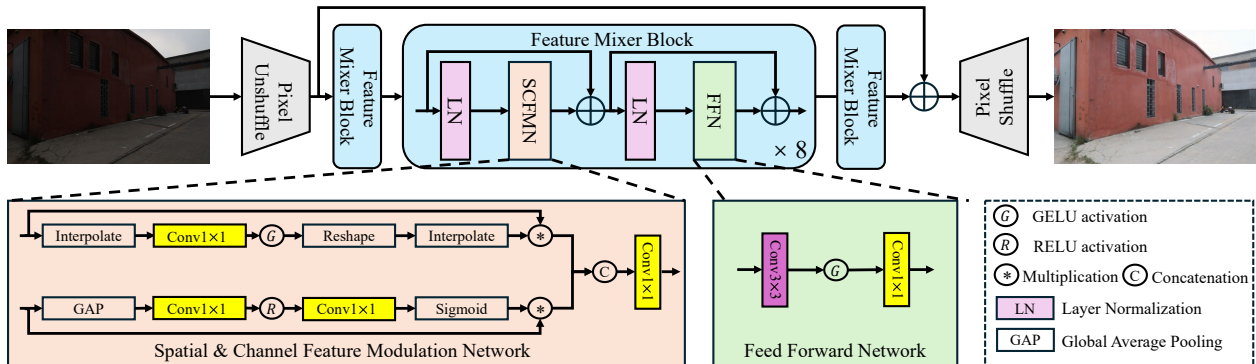 Pixel
Unshuffle
Feature
Mixer Block
Feature Mixer Block
LN
SCFMN
LN
FFN
× 8
Feature
Mixer Block
Pixel
Shuffle
Interpolate
Conv1×1
G
Reshape
Interpolate
*
C
Conv1×1
GAP
Conv1×1
R
Conv1×1
Sigmoid
*
Spatial & Channel Feature Modulation Network
Conv3×3
G
Conv1×1
Feed Forward Network
G GELU activation
R RELU activation
* Multiplication C Concatenation
LN Layer Normalization
GAP Global Average Pooling